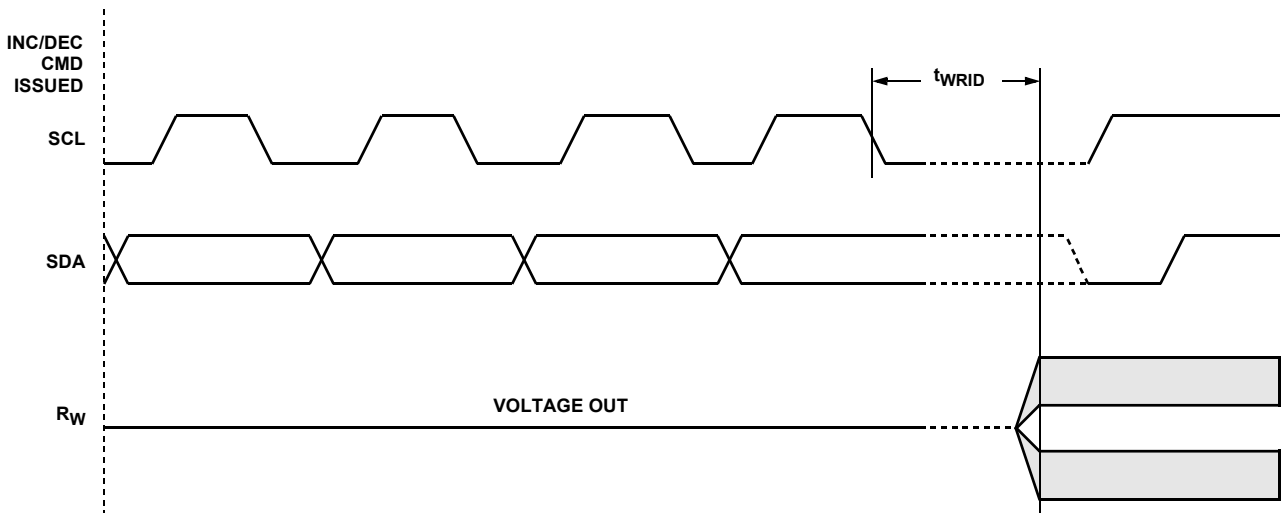 INC/DEC
CMD
ISSUED
tWRID
SCL
SDA
VOLTAGE OUT
RW